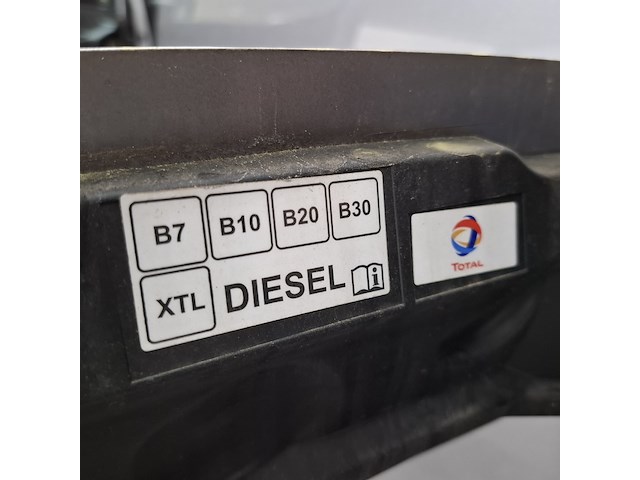 B7 B10 B20 B30
XTL DIESEL i
TOTAL